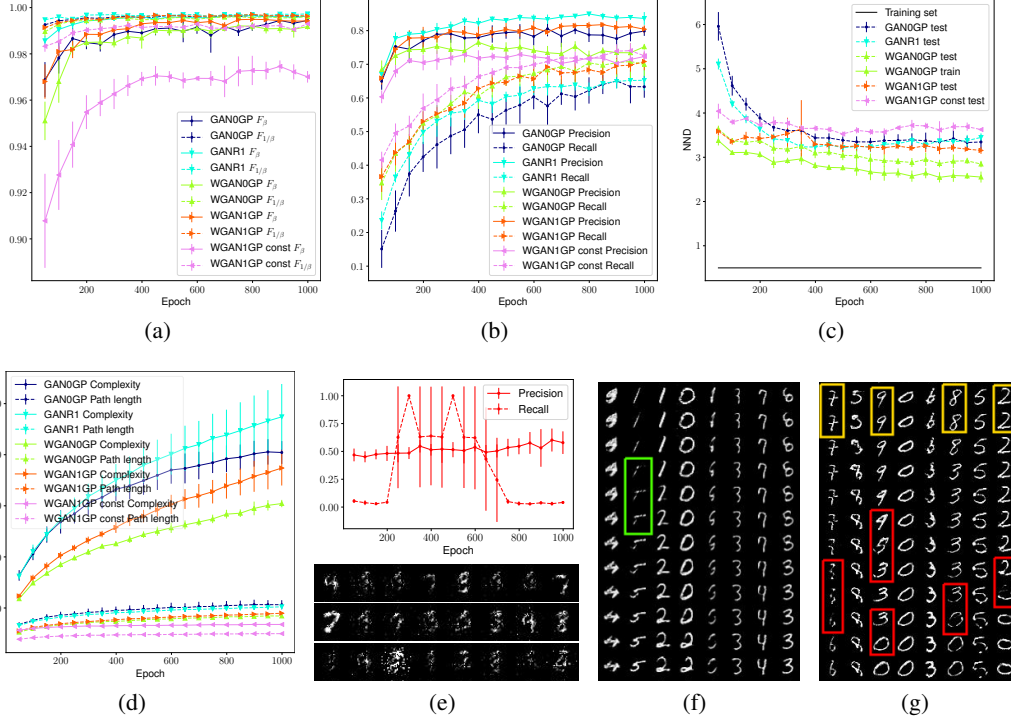 1.00
0.98
0.96
0.94
0.92
0.90
GAN0GP Fβ
GAN0GP F1/β
GANR1 Fβ
GANR1 F1/β
WGAN0GP Fβ
WGAN0GP F1/β
WGAN1GP Fβ
WGAN1GP F1/β
WGAN1GP const Fβ
WGAN1GP const F1/β
200 400 600 800 1000
Epoch
(a)
0.9
0.8
0.7
0.6
0.5
0.4
0.3
0.2
0.1
GAN0GP Precision
GAN0GP Recall
GANR1 Precision
GANR1 Recall
WGAN0GP Precision
WGAN0GP Recall
WGAN1GP Precision
WGAN1GP Recall
WGAN1GP const Precision
WGAN1GP const Recall
200 400 600 800 1000
Epoch
(b)
NND
6
5
4
3
2
1
Training set
GAN0GP test
GANR1 test
WGAN0GP test
WGAN0GP train
WGAN1GP test
WGAN1GP const test
200 400 600 800 1000
Epoch
(c)
GAN0GP Complexity
GAN0GP Path length
GANR1 Complexity
GANR1 Path length
WGAN0GP Complexity
WGAN0GP Path length
WGAN1GP Complexity
WGAN1GP Path length
WGAN1GP const Complexity
WGAN1GP const Path length
200 400 600 800 1000
Epoch
(d)
1.00
0.75
0.50
0.25
0.00
Precision
Recall
200 400 600 800 1000
Epoch
(e)
(f)
(g)